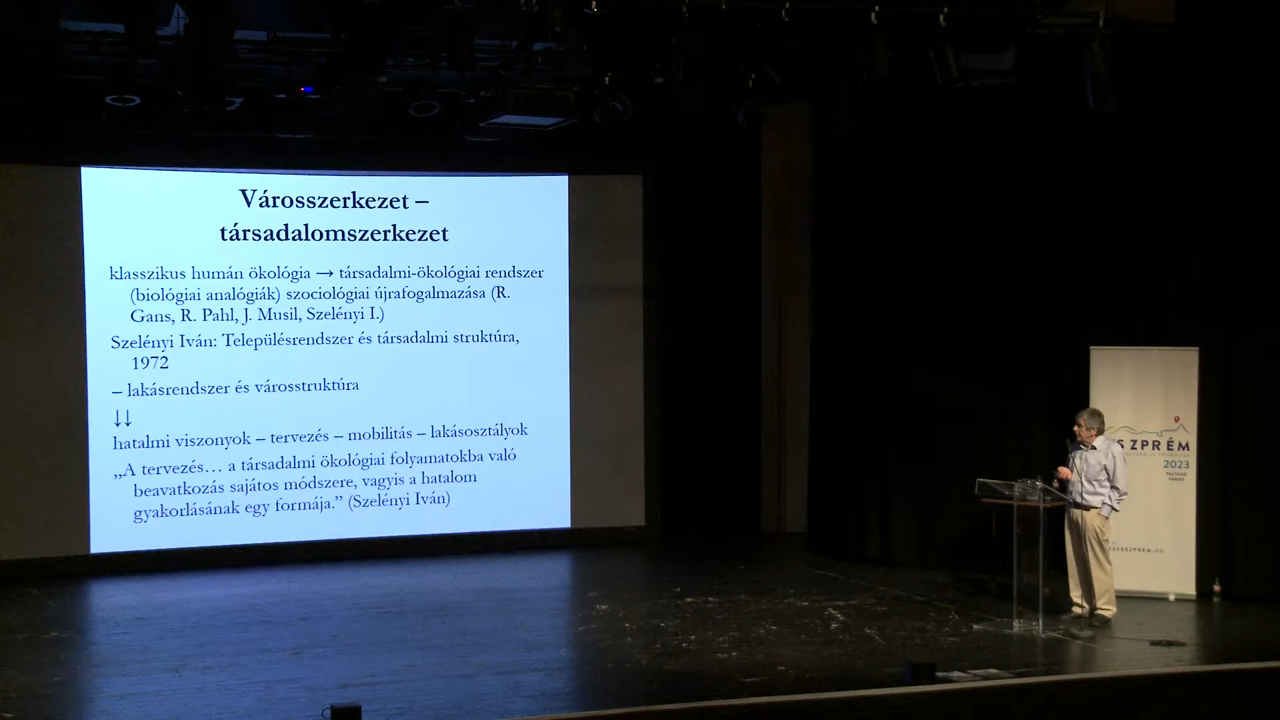 Városszerkezet –
társadalomszerkezet
klasszikus humán ökológia → társadalmi-ökológiai rendszer
(biológiai analógiák) szociológiai újrafogalmazása (R.
Gans, R. Pahl, J. Musil, Szelényi I.)
Szelényi Iván: Településrendszer és társadalmi struktúra,
1972
– lakásrendszer és városstruktúra
↓↓
hatalmi viszonyok – tervezés – mobilitás – lakásosztályok
„A tervezés… a társadalmi ökológiai folyamatokba való
beavatkozás sajátos módszere, vagyis a hatalom
gyakorlásának egy formája.” (Szelényi Iván)
SZPRÉM
2023